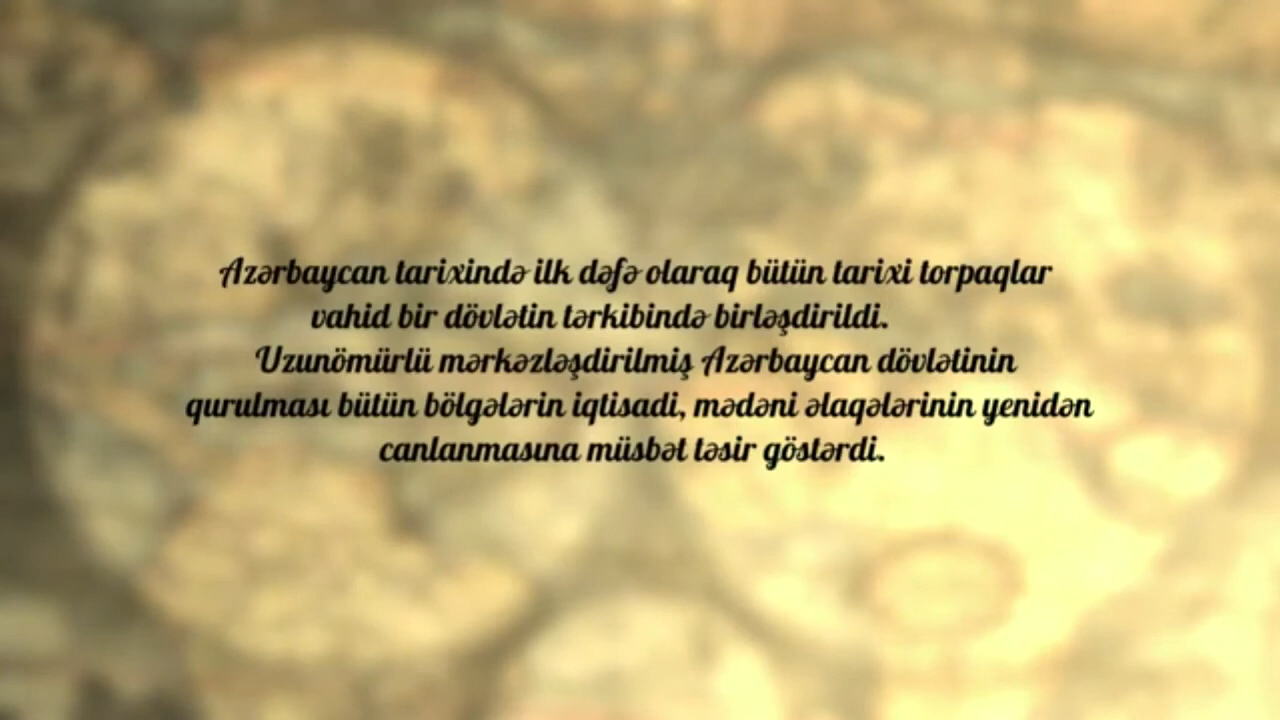 Azərbaycan tarixində ilk dəfə olaraq bütün tarixi torpaqlar
vahid bir dövlətin tərkibində birləşdirildi.
Uzunömürlü mərkəzləşdirilmiş Azərbaycan dövlətinin
qurulması bütün bölgələrin iqtisadi, mədəni əlaqələrinin yenidən
canlanmasına müsbət təsir göstərdi.